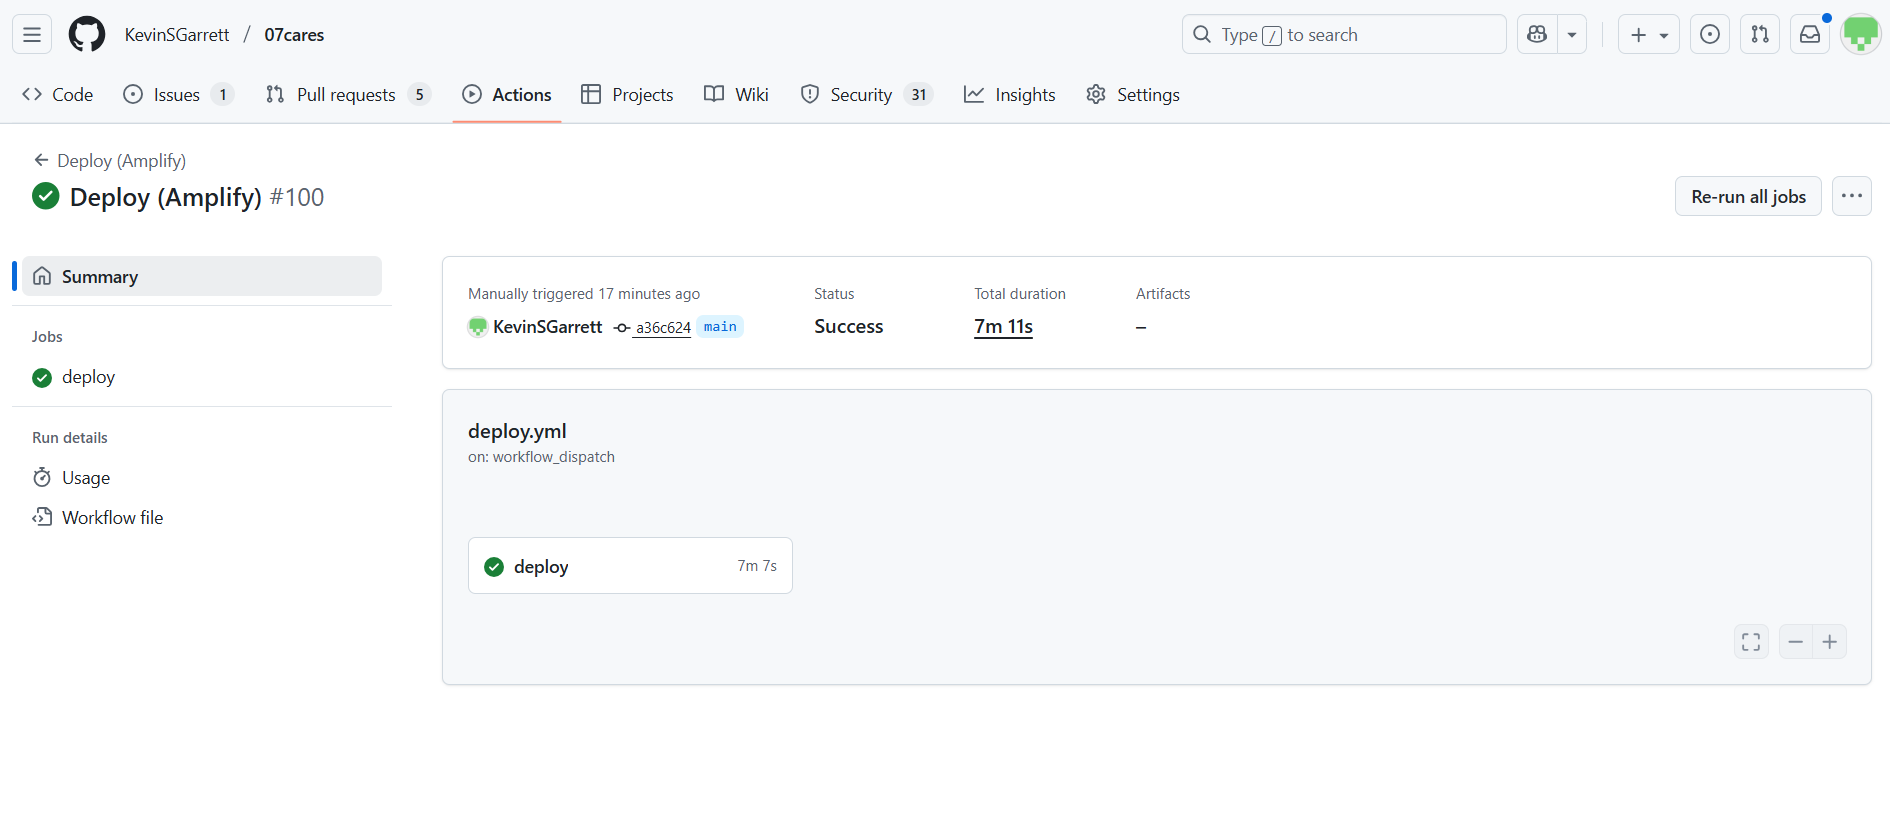 KevinSGarrett / 07cares
Type / to search
Code
Issues 1
Pull requests 5
Actions
Projects
Wiki
Security 31
Insights
Settings
Deploy (Amplify)
Deploy (Amplify) #100
Re-run all jobs
Summary
Jobs
deploy
Run details
Usage
Workflow file
Manually triggered 17 minutes ago
KevinSGarrett a36c624 main
Status
Success
Total duration
7m 11s
Artifacts
–
deploy.yml
on: workflow_dispatch
deploy 7m 7s